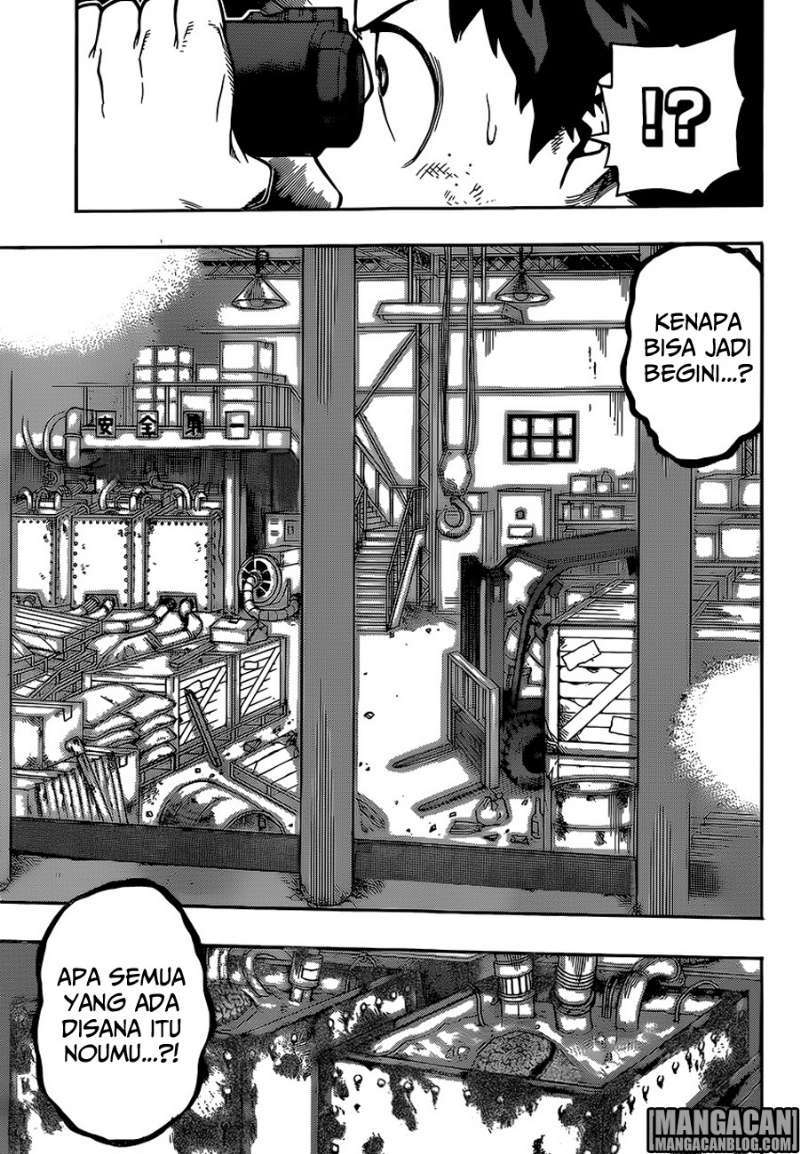 !?
KENAPA
BISA JADI
BEGINI...?
安全第一
APA SEMUA
YANG ADA
DISANA ITU
NOUMU...?!
MANGACAN
MANGACANBLOG.COM